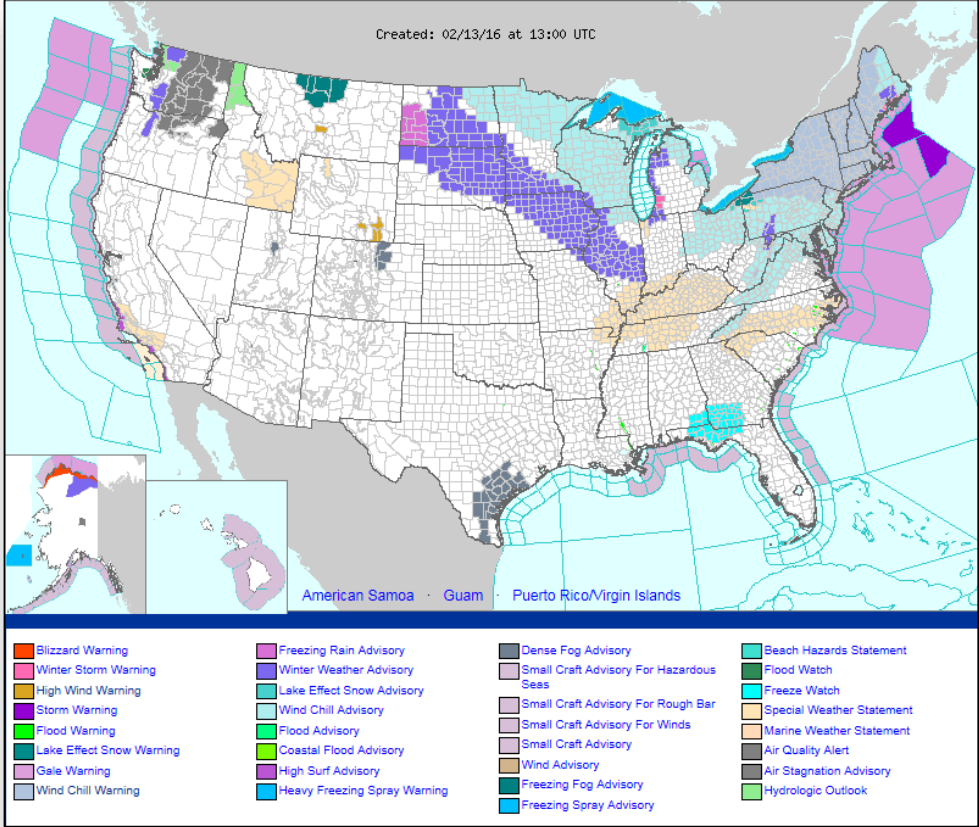 Created: 02/13/16 at 13:00 UTC
American Samoa · Guam · Puerto Rico/Virgin Islands
Blizzard Warning
Winter Storm Warning
High Wind Warning
Storm Warning
Flood Warning
Lake Effect Snow Warning
Gale Warning
Wind Chill Warning
Freezing Rain Advisory
Winter Weather Advisory
Lake Effect Snow Advisory
Wind Chill Advisory
Flood Advisory
Coastal Flood Advisory
High Surf Advisory
Heavy Freezing Spray Warning
Dense Fog Advisory
Small Craft Advisory For Hazardous
Seas
Small Craft Advisory For Rough Bar
Small Craft Advisory For Winds
Small Craft Advisory
Wind Advisory
Freezing Fog Advisory
Freezing Spray Advisory
Beach Hazards Statement
Flood Watch
Freeze Watch
Special Weather Statement
Marine Weather Statement
Air Quality Alert
Air Stagnation Advisory
Hydrologic Outlook